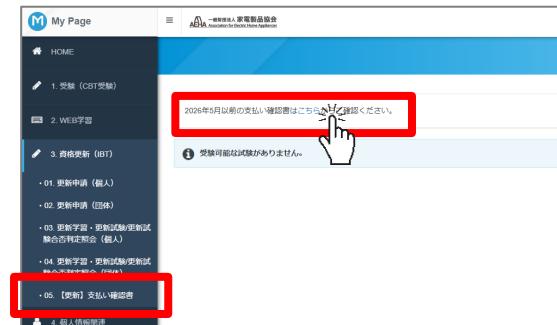 My Page
一般財団法人 家電製品協会
AEHA Association for Electric Home Appliances
HOME
1. 受験（CBT受験）
2. WEB学習
3. 資格更新（IBT）
・01. 更新申請（個人）
・02. 更新申請（団体）
・03. 更新学習・更新試験/更新試
験合否判定照会（個人）
・04. 更新学習・更新試験/更新試
験合否判定照会（団体）
・05. 【更新】支払い確認書
4. 個人情報関連
2026年5月以前の支払い確認書はこちらからご確認ください。
受験可能な試験がありません。